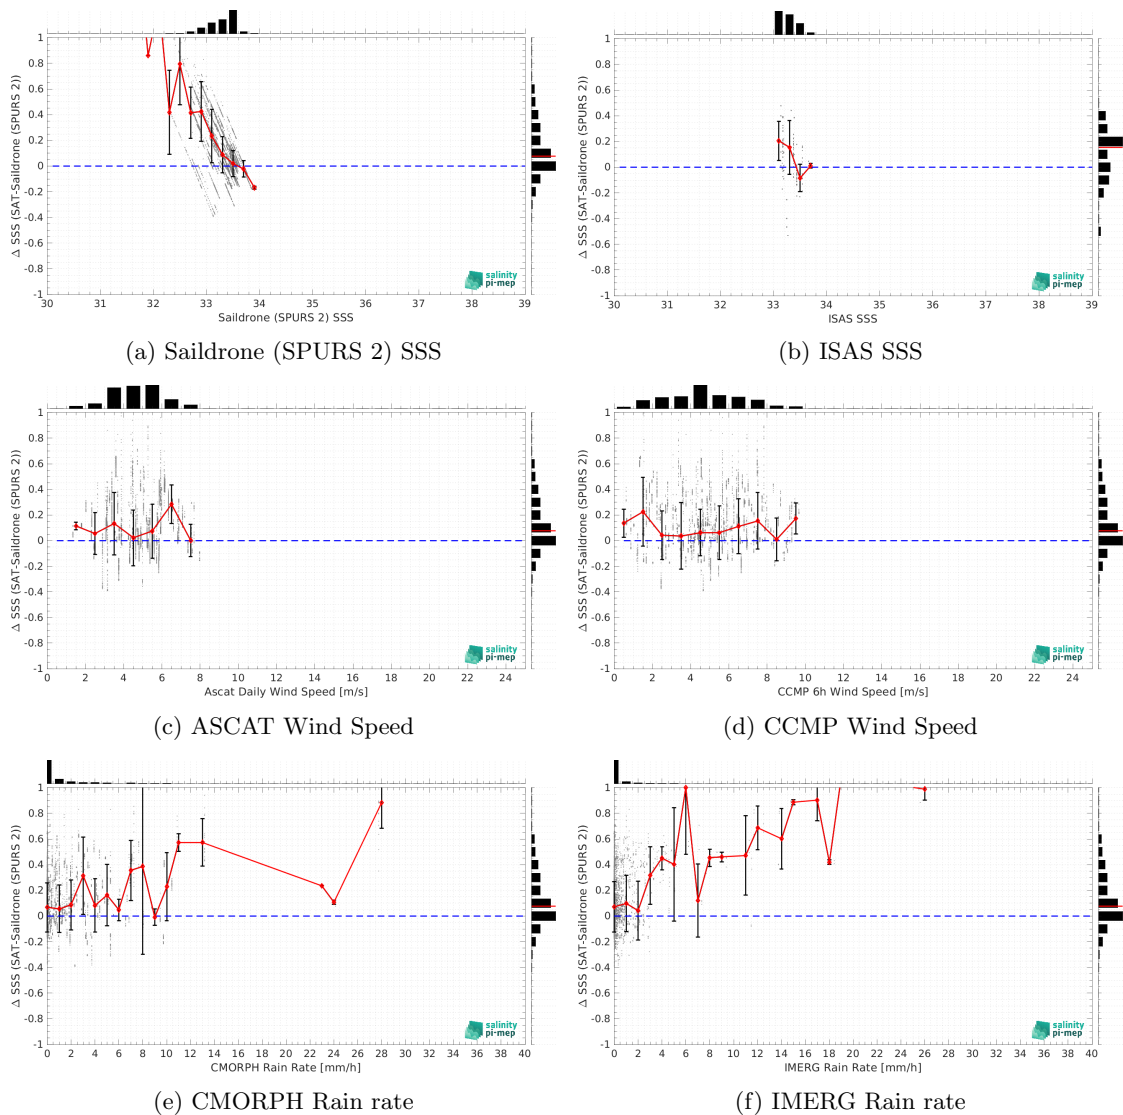 1
0.8
0.6
0.4
0.2
0
-0.2
-0.4
-0.6
-0.8
-1
Δ SSS (SAT-Saildrone (SPURS 2))
30 31 32 33 34 35 36 37 38 39
Saildrone (SPURS 2) SSS
salinity
pi-mep
(a) Saildrone (SPURS 2) SSS
1
0.8
0.6
0.4
0.2
0
-0.2
-0.4
-0.6
-0.8
-1
Δ SSS (SAT-Saildrone (SPURS 2))
30 31 32 33 34 35 36 37 38 39
ISAS SSS
salinity
pi-mep
(b) ISAS SSS
1
0.8
0.6
0.4
0.2
0
-0.2
-0.4
-0.6
-0.8
-1
Δ SSS (SAT-Saildrone (SPURS 2))
0 2 4 6 8 10 12 14 16 18 20 22 24
Ascat Daily Wind Speed [m/s]
salinity
pi-mep
(c) ASCAT Wind Speed
1
0.8
0.6
0.4
0.2
0
-0.2
-0.4
-0.6
-0.8
-1
Δ SSS (SAT-Saildrone (SPURS 2))
0 2 4 6 8 10 12 14 16 18 20 22 24
CCMP 6h Wind Speed [m/s]
salinity
pi-mep
(d) CCMP Wind Speed
1
0.8
0.6
0.4
0.2
0
-0.2
-0.4
-0.6
-0.8
-1
Δ SSS (SAT-Saildrone (SPURS 2))
0 2 4 6 8 10 12 14 16 18 20 22 24 26 28 30 32 34 36 38 40
CMORPH Rain Rate [mm/h]
salinity
pi-mep
(e) CMORPH Rain rate
1
0.8
0.6
0.4
0.2
0
-0.2
-0.4
-0.6
-0.8
-1
Δ SSS (SAT-Saildrone (SPURS 2))
0 2 4 6 8 10 12 14 16 18 20 22 24 26 28 30 32 34 36 38 40
IMERG Rain Rate [mm/h]
salinity
pi-mep
(f) IMERG Rain rate